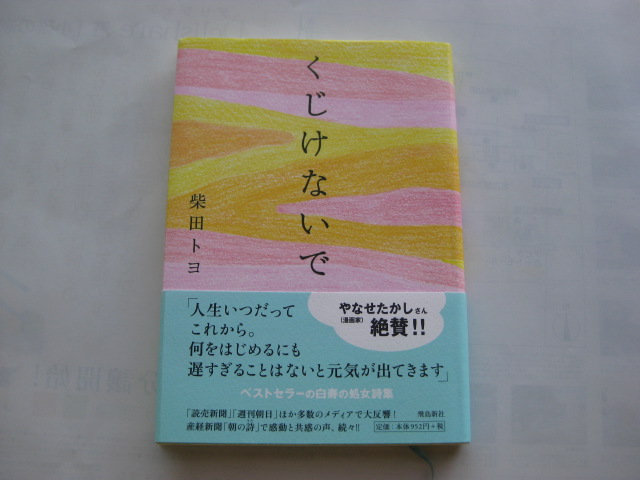 くじけないで
柴田トヨ
「人生いつだって
これから。
何をはじめるにも
遅すぎることはないと元気が出てきます」
やなせたかしさん
(漫画家)
絶賛!!
ベストセラーの白寿の処女詩集
「読売新聞」「週刊朝日」ほか多数のメディアで大反響!
産経新聞「朝の詩」で感動と共感の声、続々!!
飛鳥新社
定価:本体952円+税